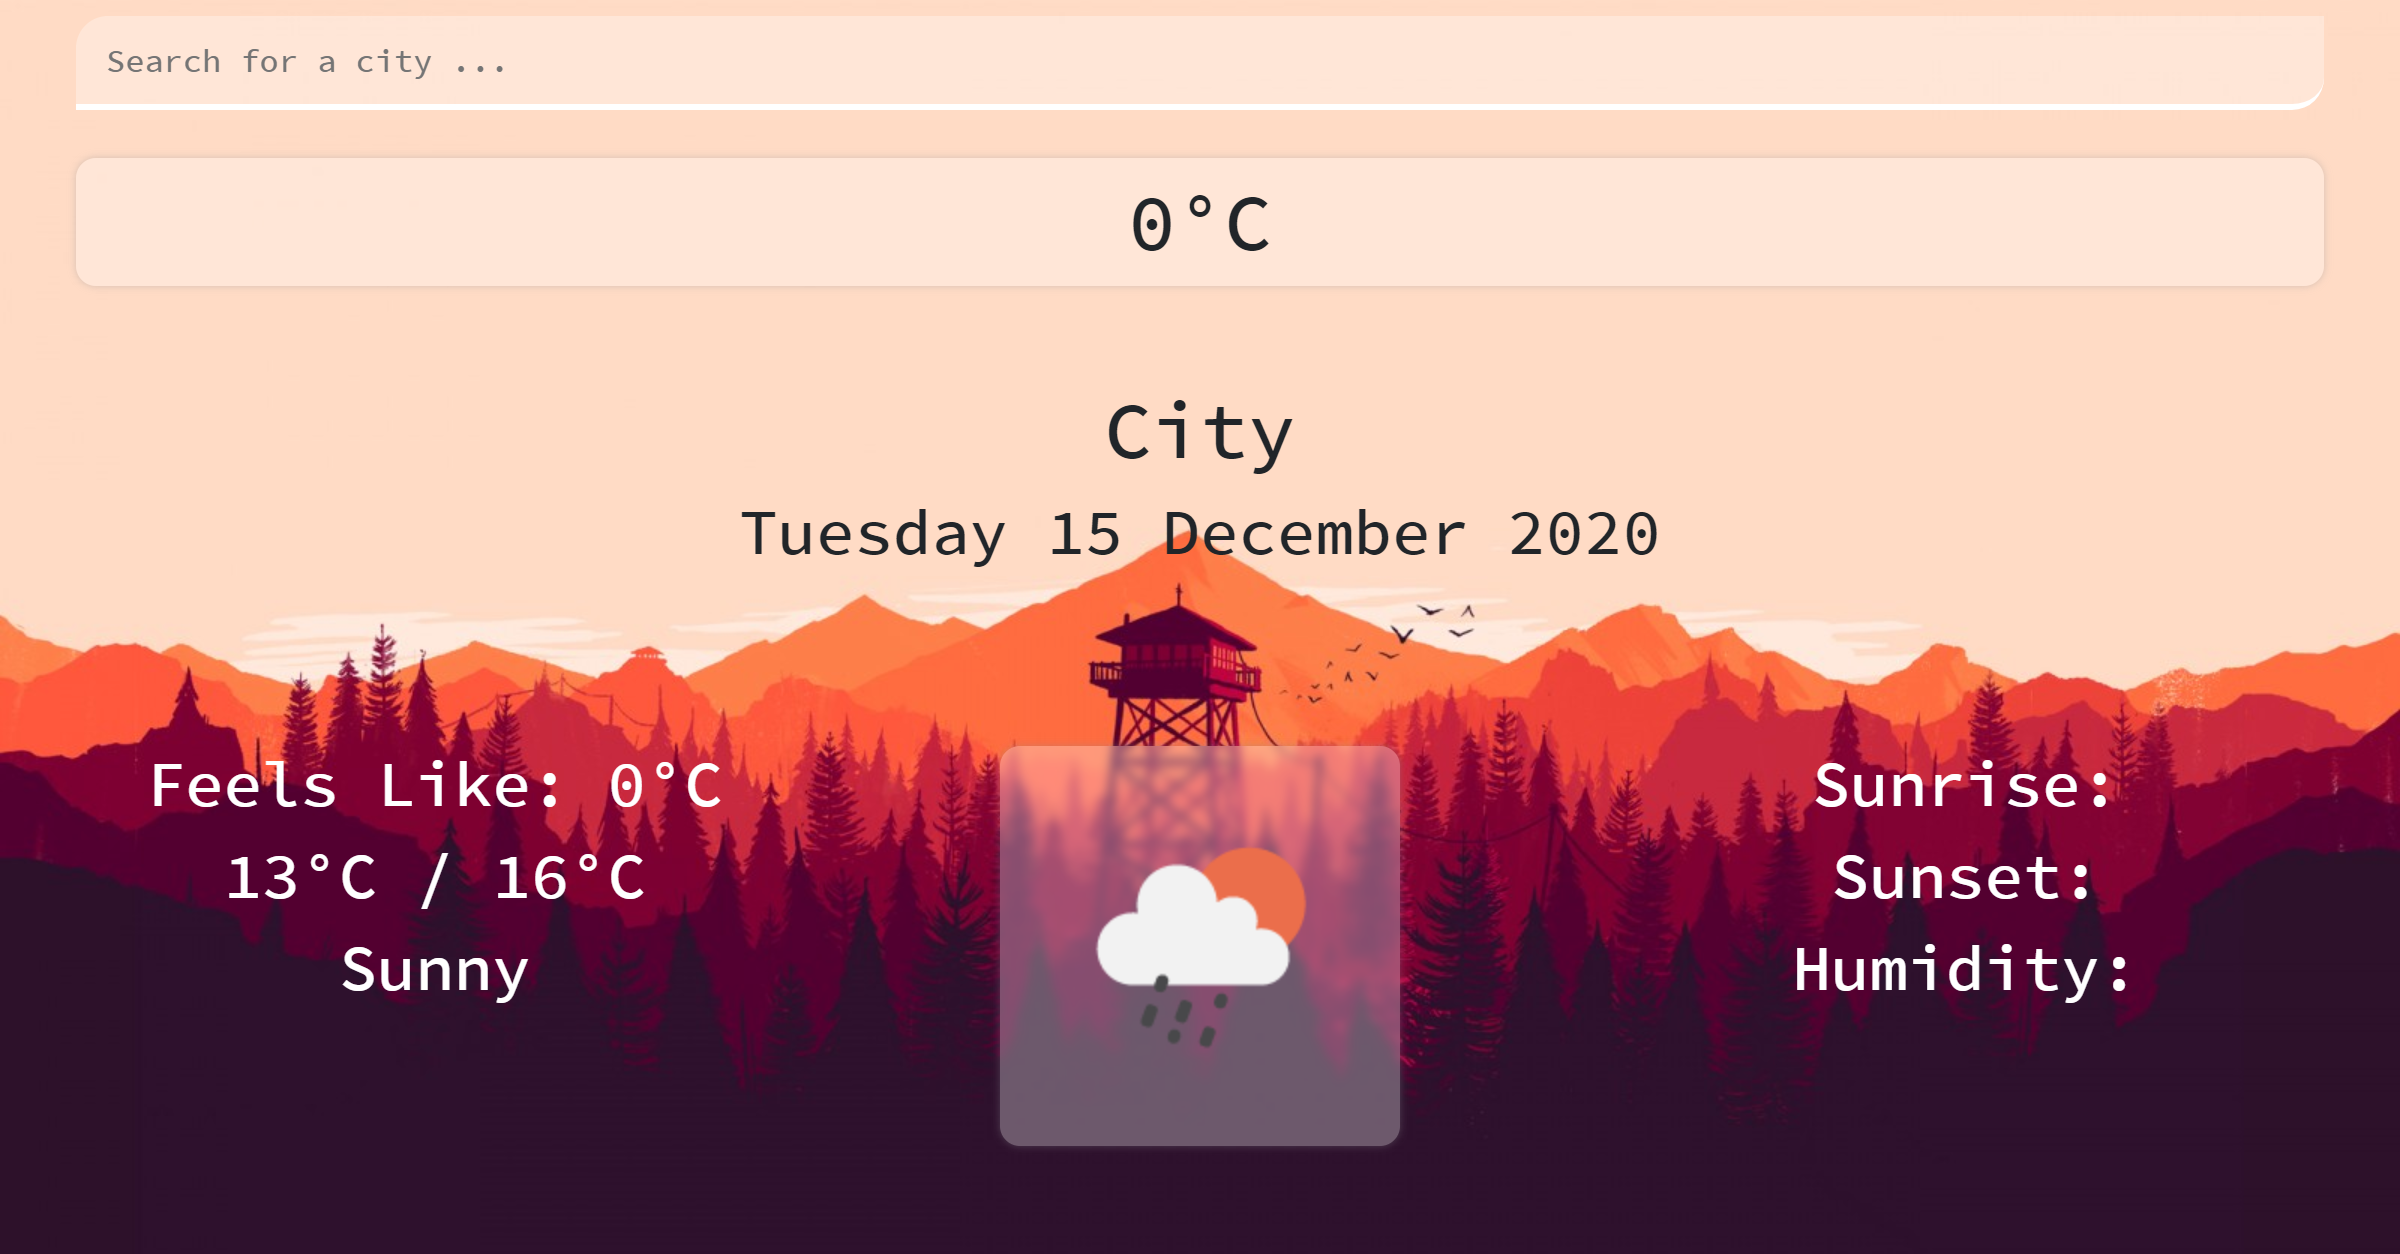 Search for a city ...
0°C
City
Tuesday 15 December 2020
Feels Like: 0°C
13°C / 16°C
Sunny
Sunrise:
Sunset:
Humidity: